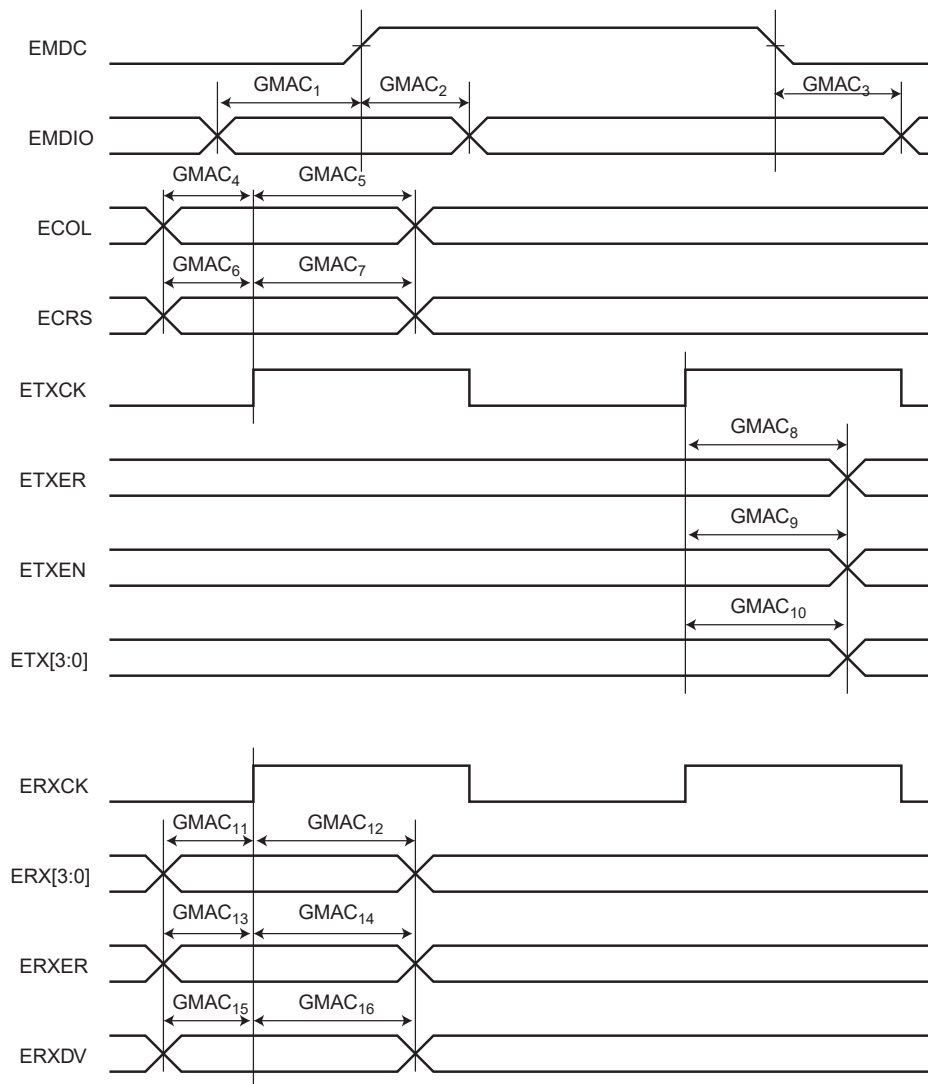 EMDC
GMAC1 GMAC2 GMAC3
EMDIO
GMAC4 GMAC5
ECOL
GMAC6 GMAC7
ECRS
ETXCK
GMAC8
ETXER
GMAC9
ETXEN
GMAC10
ETX[3:0]
ERXCK
GMAC11 GMAC12
ERX[3:0]
GMAC13 GMAC14
ERXER
GMAC15 GMAC16
ERXDV